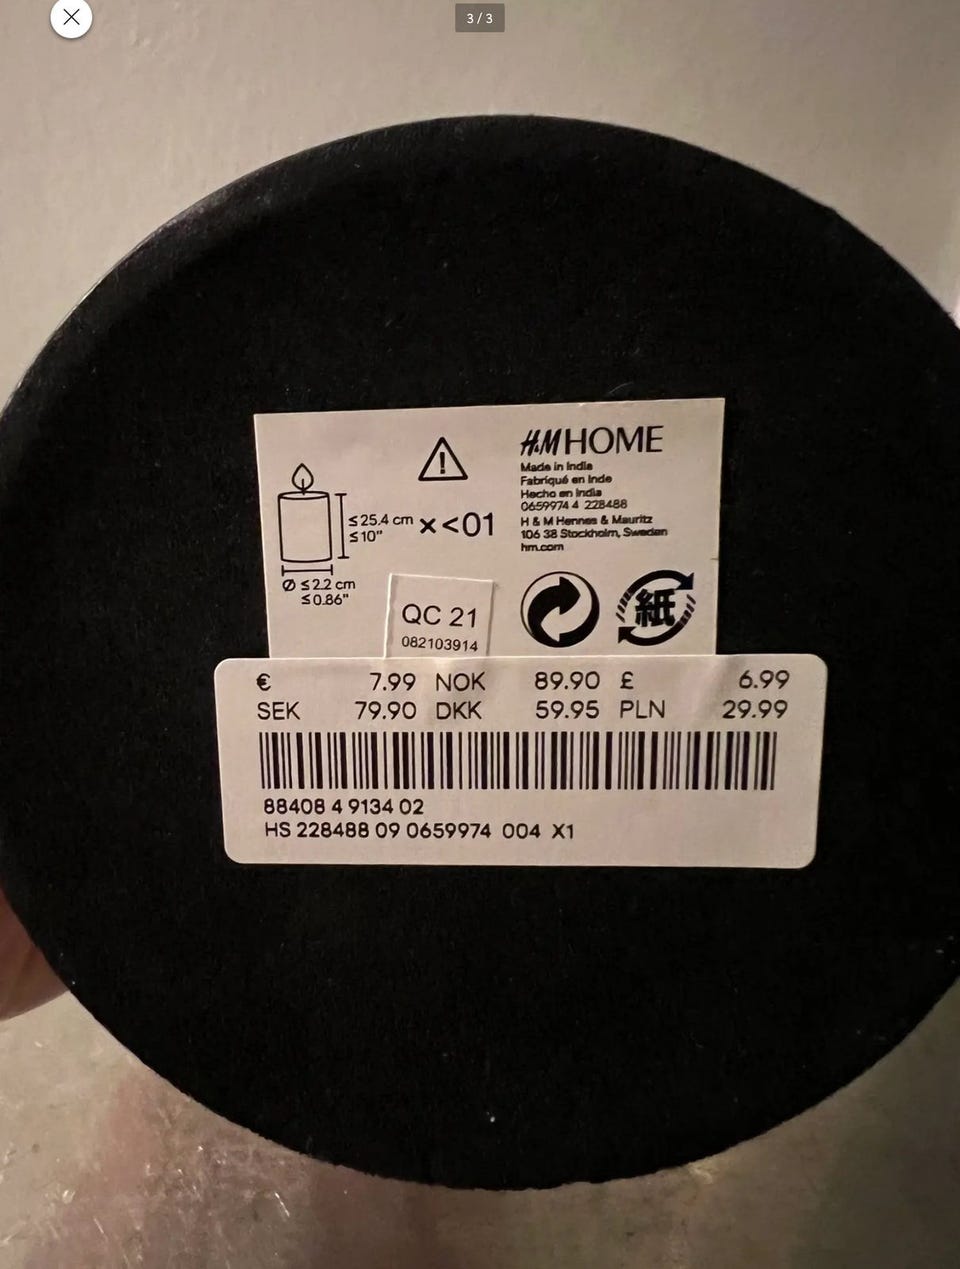 3 / 3
H&M HOME
Made in India
Fabriqué en Inde
Hecho en India
0659974 4 228488
H & M Hennes & Mauritz
106 38 Stockholm, Sweden
hm.com
≤25.4 cm
≤10"
x<01
Ø ≤2.2 cm
≤0.86"
紙
QC 21
082103914
€ 7.99 NOK 89.90 £ 6.99
SEK 79.90 DKK 59.95 PLN 29.99
88408 4 9134 02
HS 228488 09 0659974 004 X1